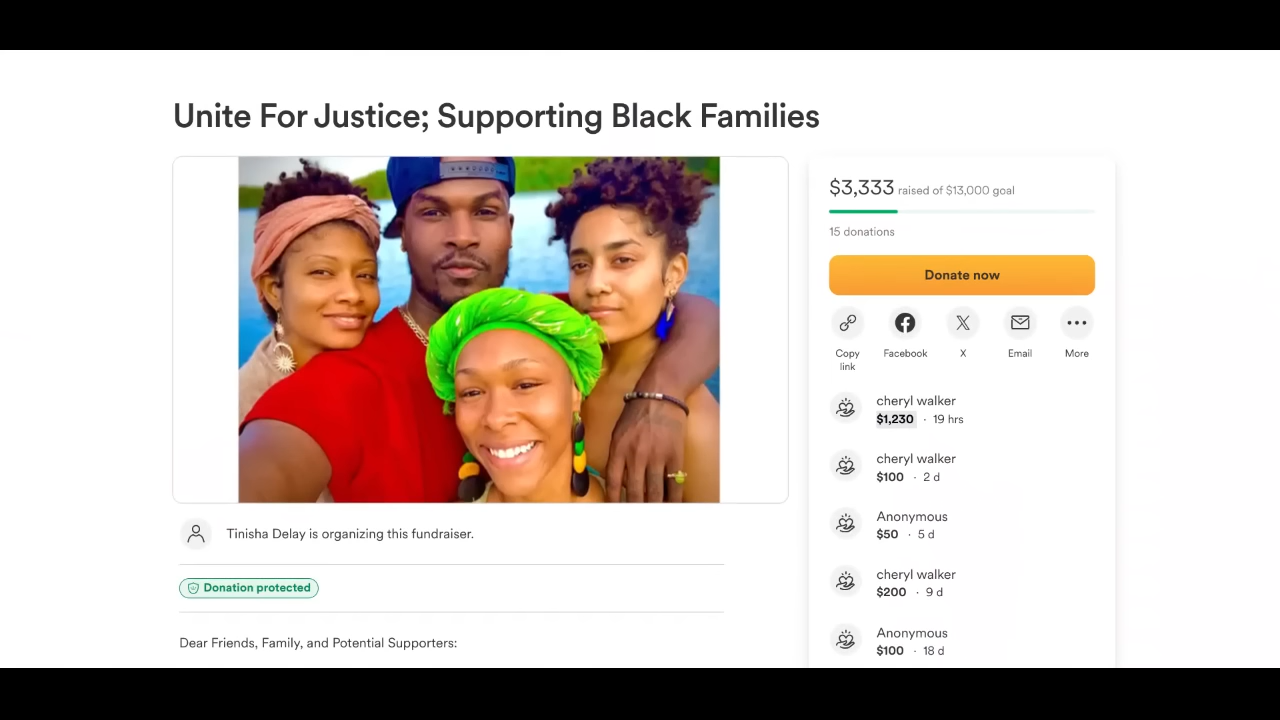 Unite For Justice; Supporting Black Families
$3,333 raised of $13,000 goal
15 donations
Donate now
Copy link
Facebook
X
Email
More
cheryl walker
$1,230 · 19 hrs
cheryl walker
$100 · 2 d
Anonymous
$50 · 5 d
cheryl walker
$200 · 9 d
Anonymous
$100 · 18 d
Tinisha Delay is organizing this fundraiser.
Donation protected
Dear Friends, Family, and Potential Supporters: